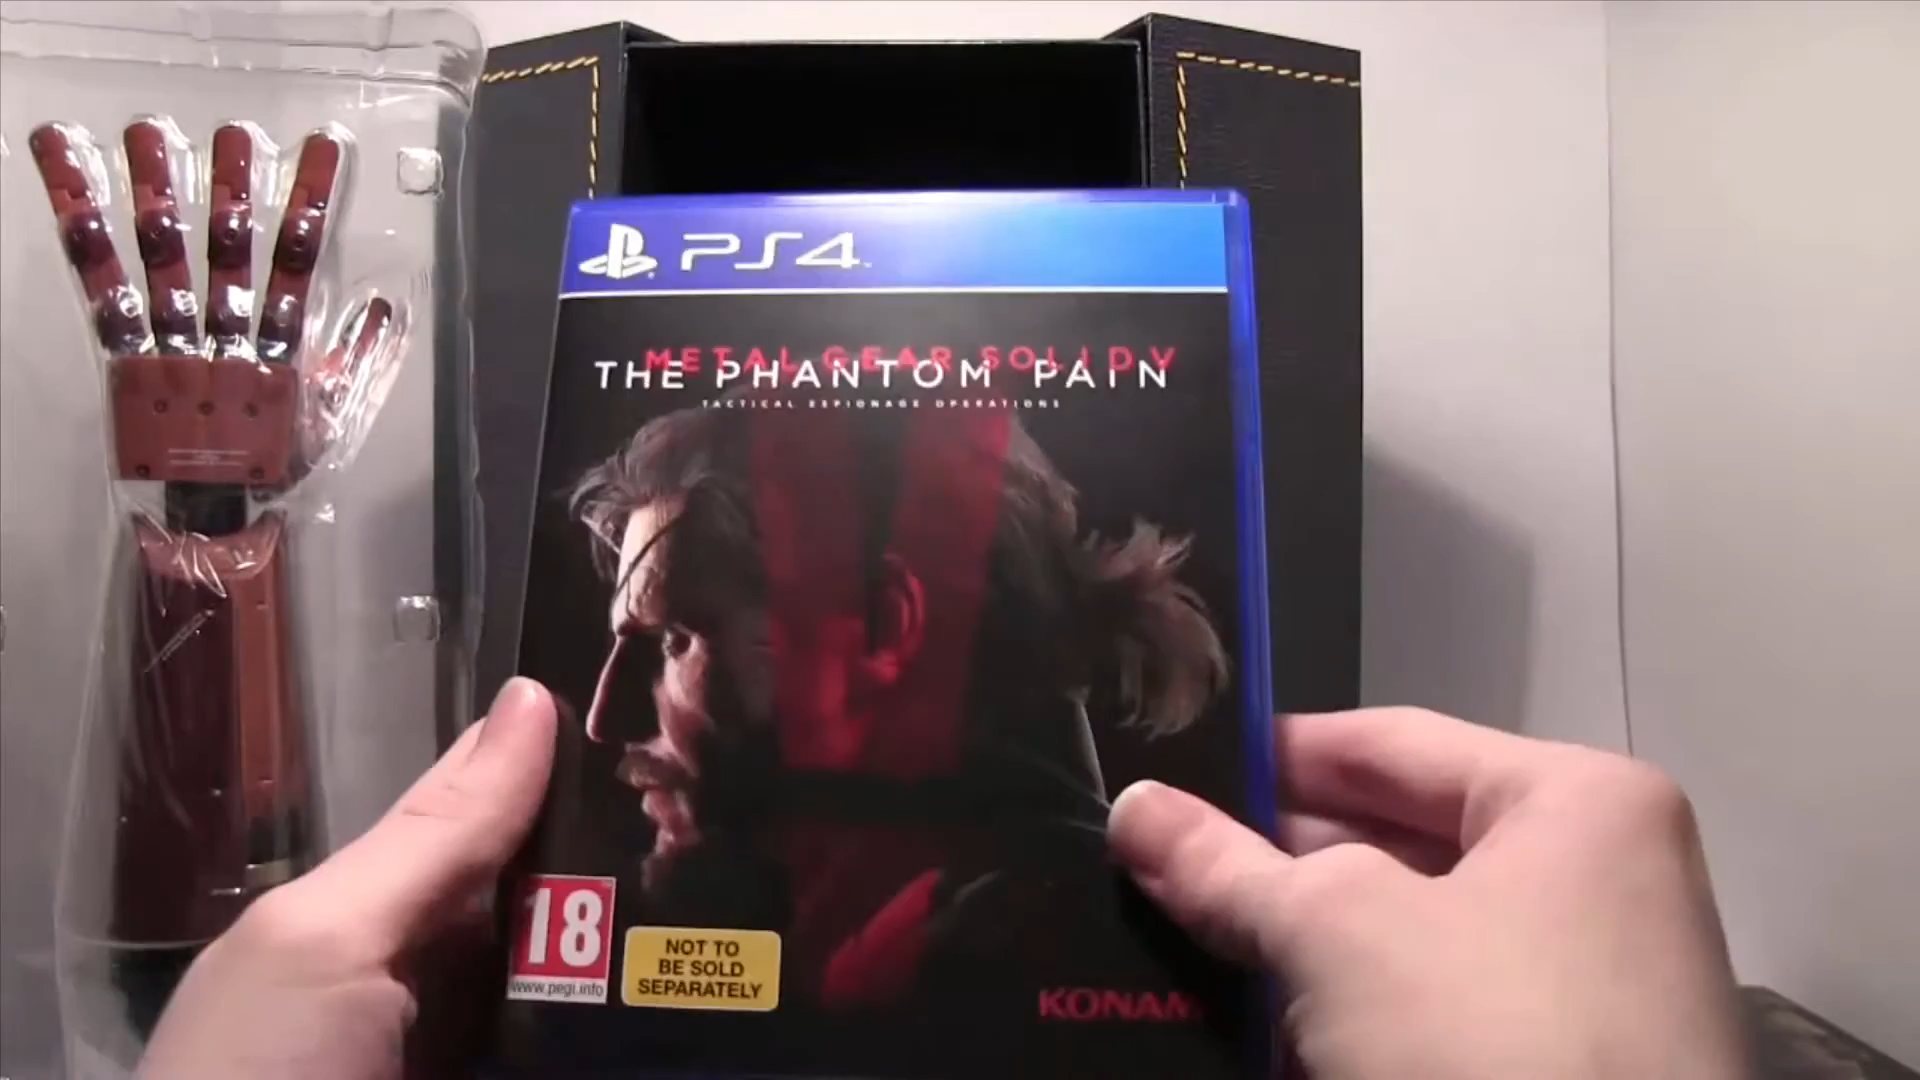 PS4
METAL GEAR SOLID V
THE PHANTOM PAIN
TACTICAL ESPIONAGE OPERATIONS
18
www.pegi.info
NOT TO
BE SOLD
SEPARATELY
KONAMI